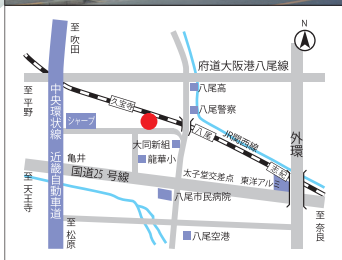 至吹田
N
府道大阪港八尾線
至平野
中央環状線 近畿自動車道
久宝寺
八尾高
八尾警察
シャープ
八尾
JR関西線
外環
大同新組
亀井
龍華小
志紀
国道25号線
太子堂交差点
東洋アルミ
至天王寺
八尾市民病院
至奈良
八尾空港
至松原